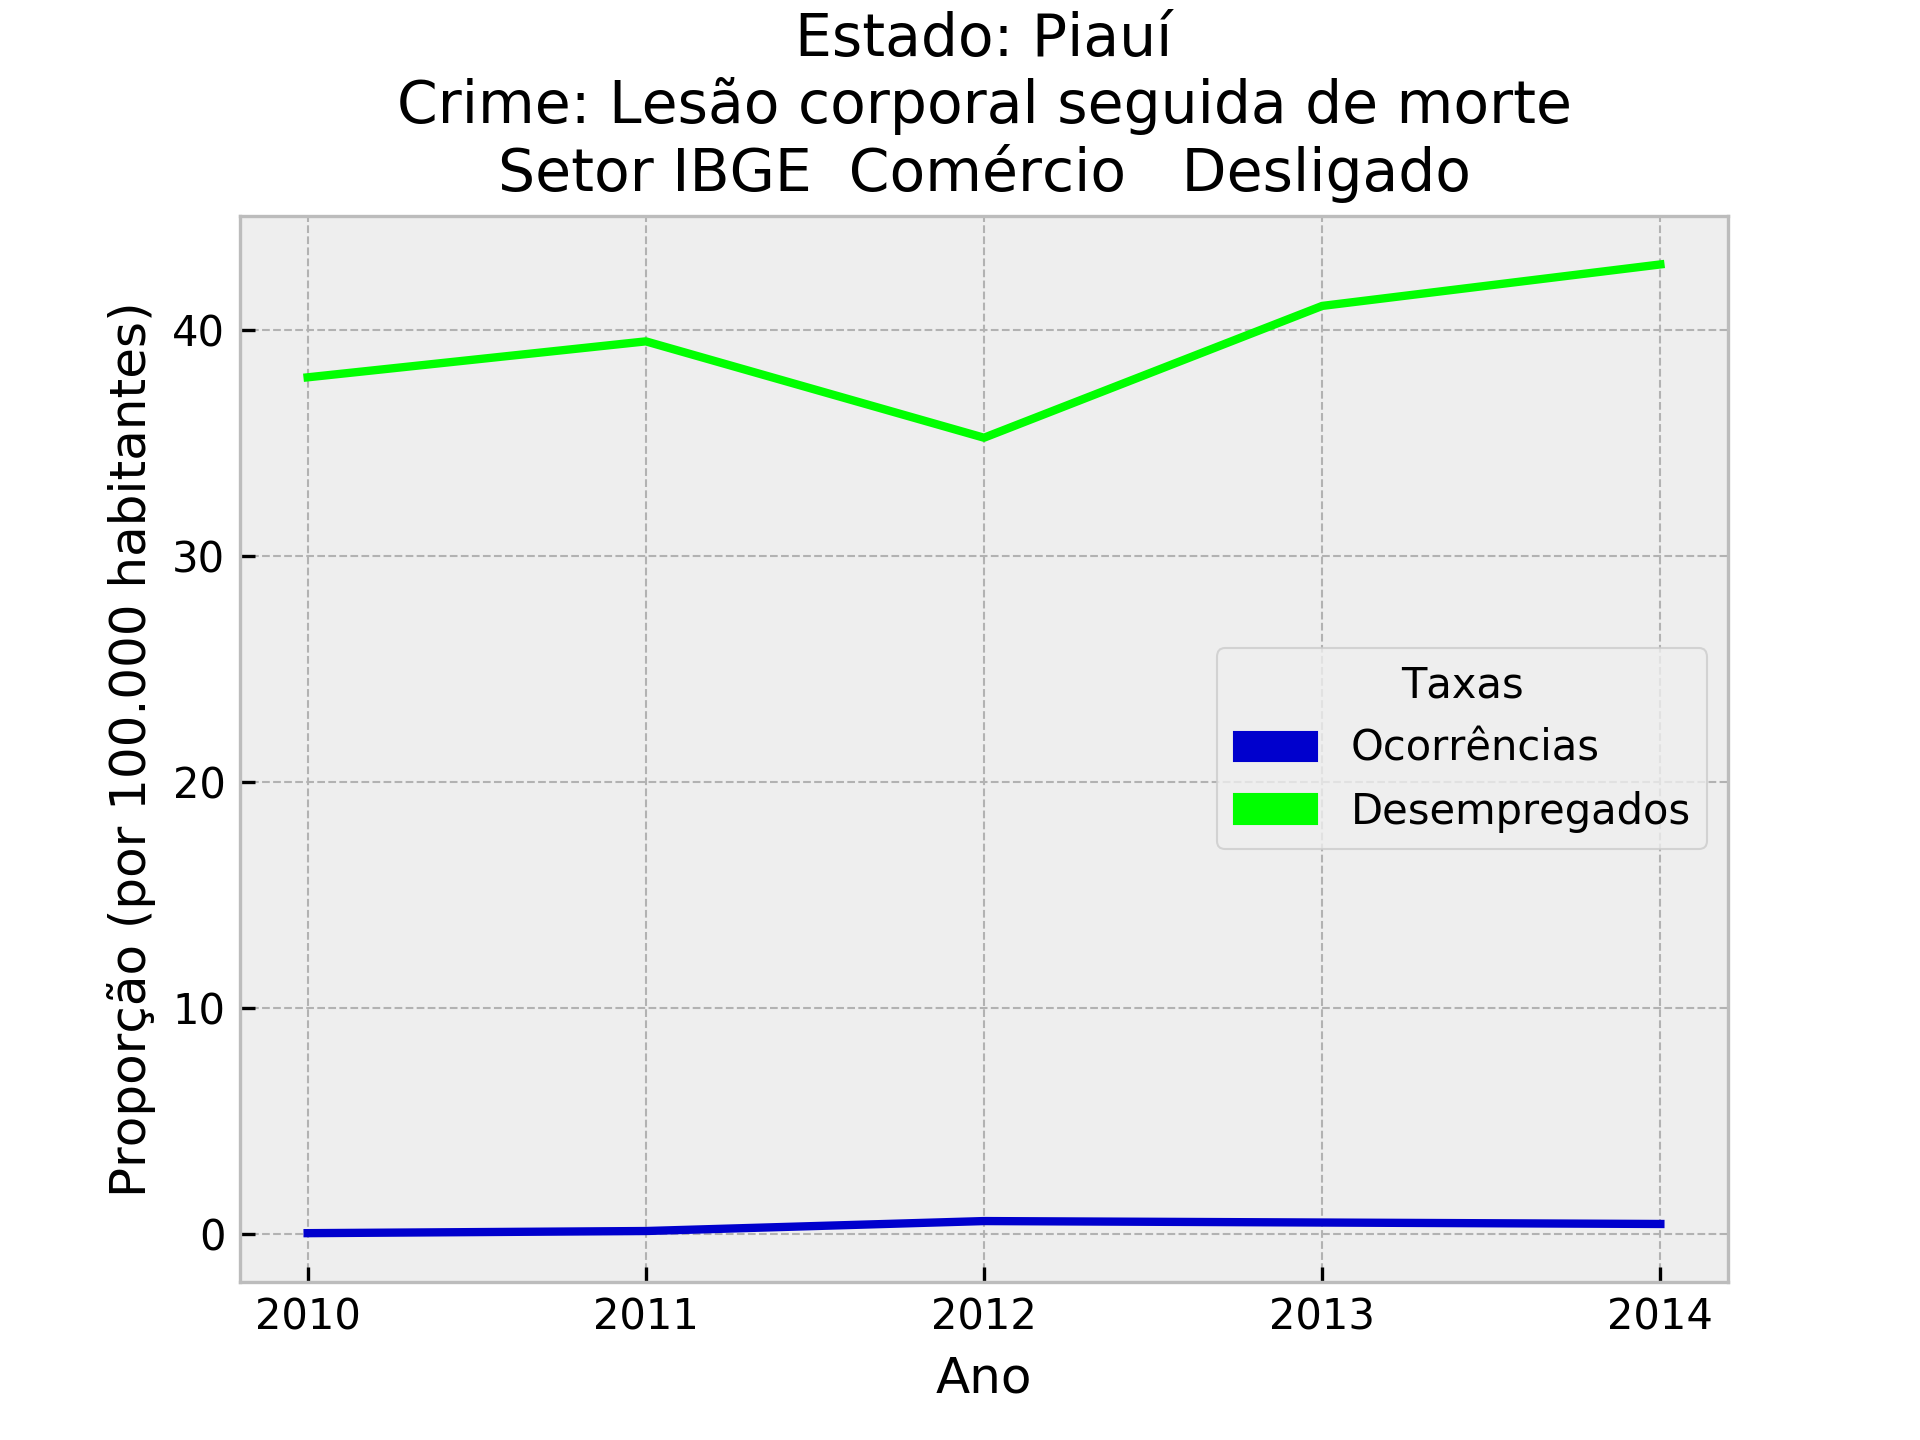 Estado: Piauí
Crime: Lesão corporal seguida de morte
Setor IBGE  Comércio   Desligado
Proporção (por 100.000 habitantes)
40
30
20
10
0
Taxas
Ocorrências
Desempregados
2010 2011 2012 2013 2014
Ano